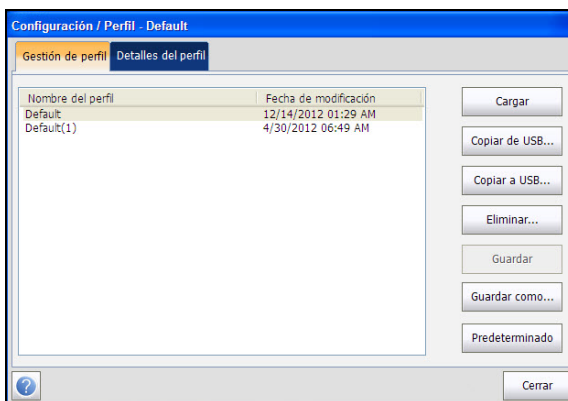 Configuración / Perfil - Default
Gestión de perfil Detalles del perfil
Nombre del perfil Fecha de modificación
Default 12/14/2012 01:29 AM
Default(1) 4/30/2012 06:49 AM
Cargar
Copiar de USB...
Copiar a USB...
Eliminar...
Guardar
Guardar como...
Predeterminado
?
Cerrar